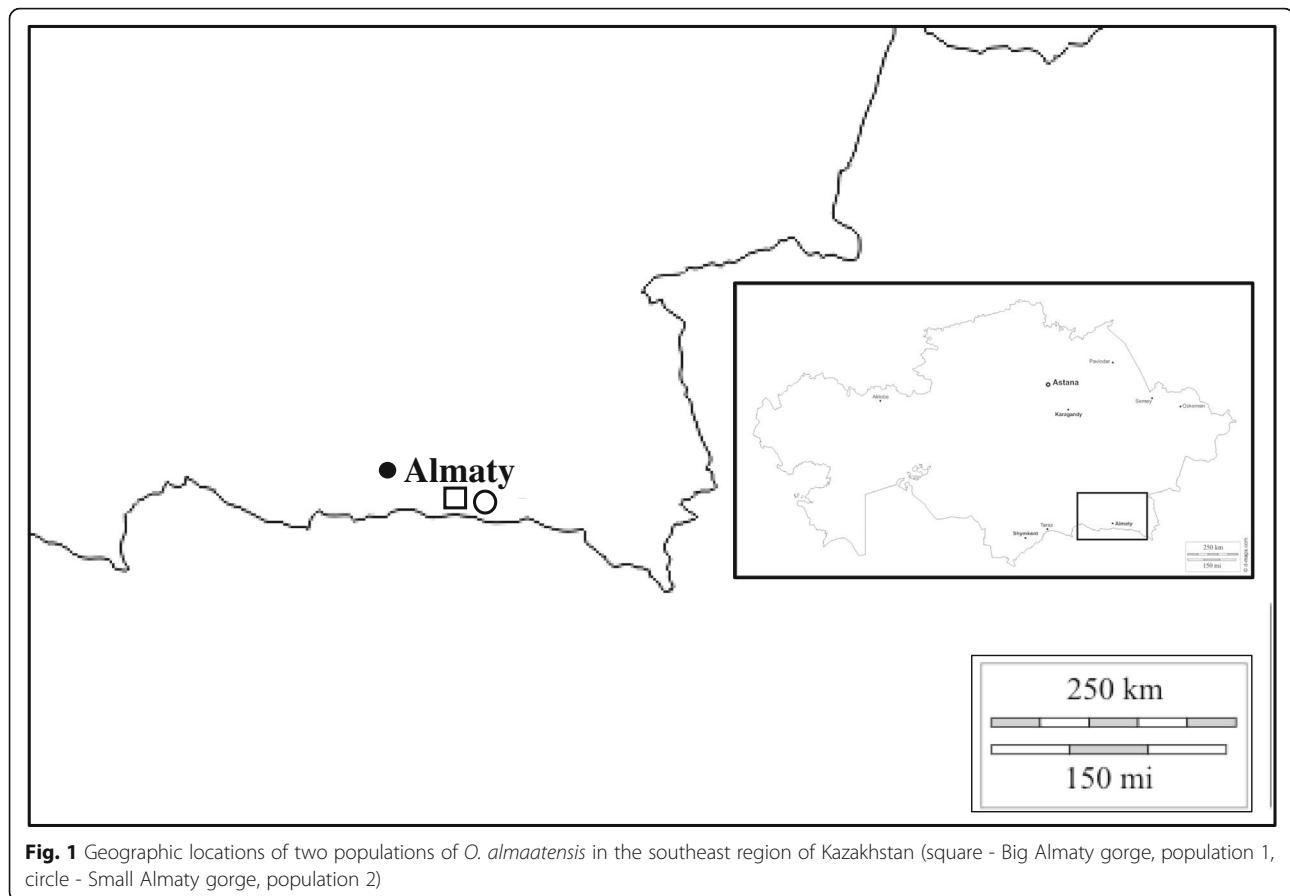 Pavlodar
Astana
Aktobe
Semey
Oskemen
Karagandy
Almaty
Taraz
Almaty
Shymkent
250 km
150 mi
© d-maps.com
250 km
150 mi
Fig. 1 Geographic locations of two populations of O. almaatensis in the southeast region of Kazakhstan (square - Big Almaty gorge, population 1,
circle - Small Almaty gorge, population 2)